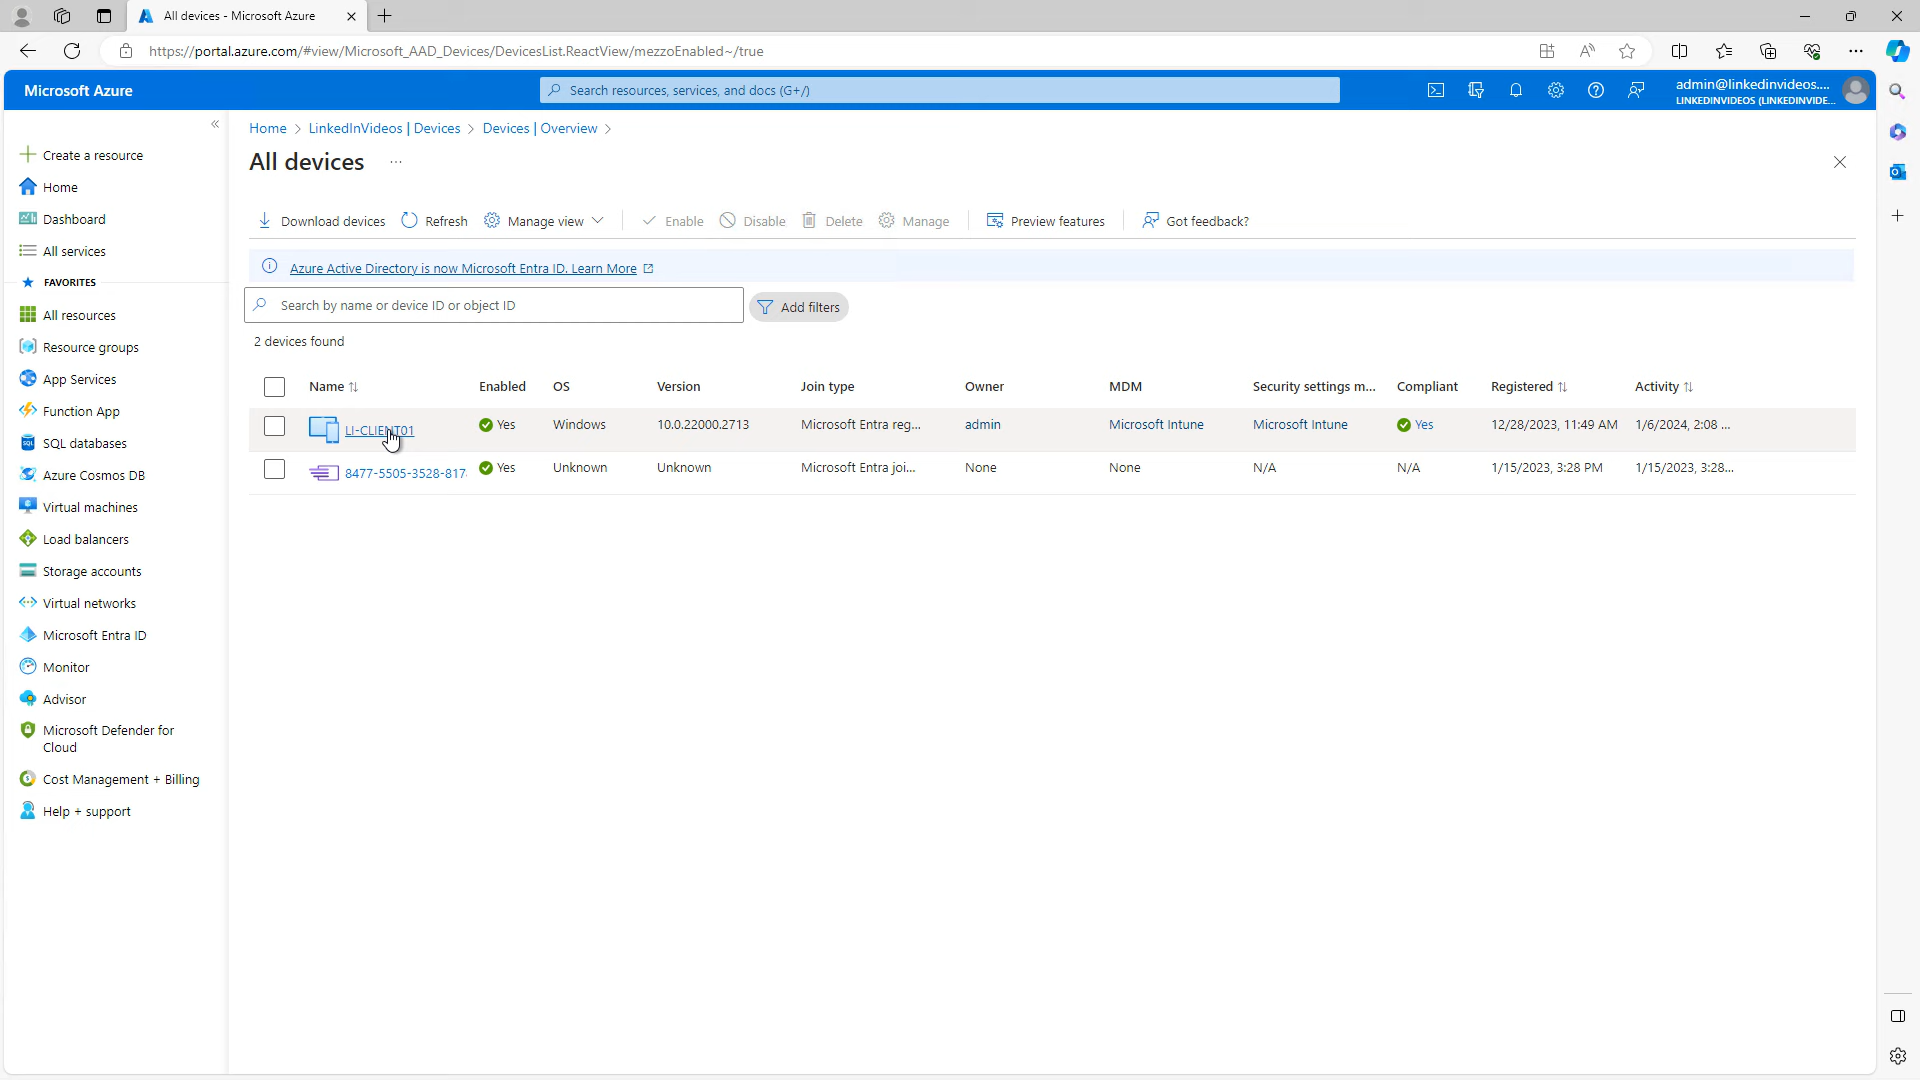 All devices - Microsoft Azure
https://portal.azure.com/#view/Microsoft_AAD_Devices/DevicesList.ReactView/mezzoEnabled~/true
Microsoft Azure
Search resources, services, and docs (G+/)
admin@linkedinvideos....
LINKEDINVIDEOS (LINKEDINVIDE...
Home > LinkedInVideos | Devices > Devices | Overview >
All devices ...
Download devices Refresh Manage view Enable Disable Delete Manage Preview features Got feedback?
Azure Active Directory is now Microsoft Entra ID. Learn More
Search by name or device ID or object ID
Add filters
2 devices found
Name Enabled OS Version Join type Owner MDM Security settings m... Compliant Registered Activity
LI-CLIENT01 Yes Windows 10.0.22000.2713 Microsoft Entra reg... admin Microsoft Intune Microsoft Intune Yes 12/28/2023, 11:49 AM 1/6/2024, 2:08 ...
8477-5505-3528-817 Yes Unknown Unknown Microsoft Entra joi... None None N/A N/A 1/15/2023, 3:28 PM 1/15/2023, 3:28...
Create a resource
Home
Dashboard
All services
FAVORITES
All resources
Resource groups
App Services
Function App
SQL databases
Azure Cosmos DB
Virtual machines
Load balancers
Storage accounts
Virtual networks
Microsoft Entra ID
Monitor
Advisor
Microsoft Defender for
Cloud
Cost Management + Billing
Help + support